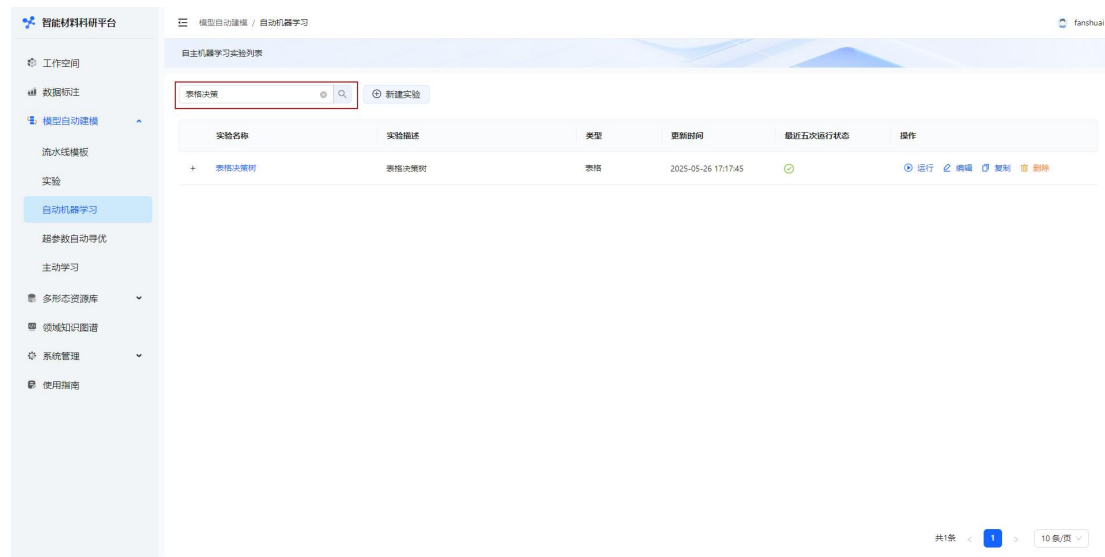 智能材料科研平台
模型自动建模 / 自动机器学习
fanshuai
工作空间
数据标注
模型自动建模
流水线模板
实验
自动机器学习
超参数自动寻优
主动学习
多形态资源库
领域知识图谱
系统管理
使用指南
自主机器学习实验列表
表格决策
新建实验
实验名称 实验描述 类型 更新时间 最近五次运行状态 操作
+ 表格决策树 表格决策树 表格 2025-05-26 17:17:45 运行 编辑 复制 删除
共1条 < 1 > 10 条/页